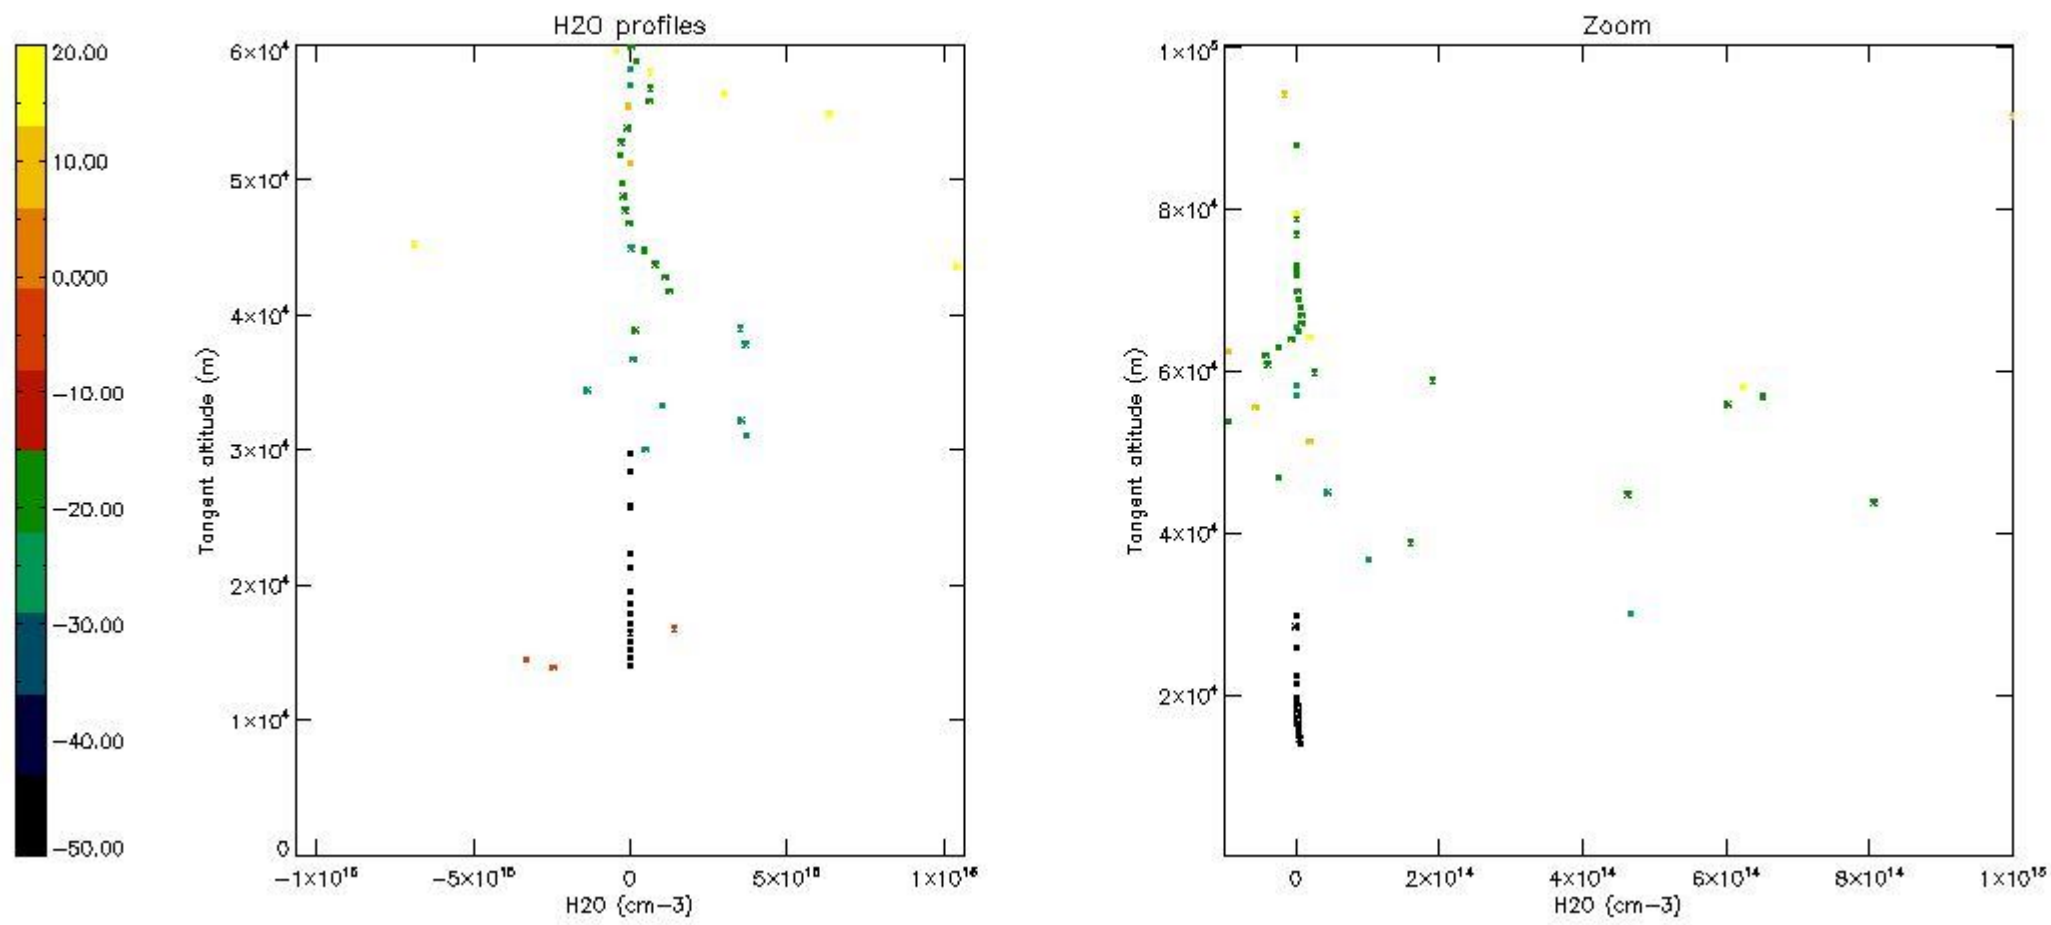 H2O profiles
20.00
10.00
0.000
−10.00
−20.00
−30.00
−40.00
−50.00
Tangent altitude (m)
6×10⁴
5×10⁴
4×10⁴
3×10⁴
2×10⁴
1×10⁴
0
−1×10¹⁶ −5×10¹⁵ 0 5×10¹⁵ 1×10¹⁶
H2O (cm−3)
Zoom
Tangent altitude (m)
1×10⁵
8×10⁴
6×10⁴
4×10⁴
2×10⁴
0 2×10¹⁴ 4×10¹⁴ 6×10¹⁴ 8×10¹⁴ 1×10¹⁵
H2O (cm−3)